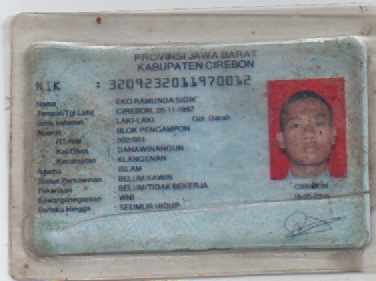 PROVINSI JAWA BARAT
KABUPATEN CIREBON
NIK : 3209232011970012
Nama : EKO RAMUNDA SIDIK
Tempat/Tgl Lahir : CIREBON, 20-11-1997
Jenis kelamin : LAKI-LAKI Gol. Darah
Alamat : BLOK PENGAMPON
RT/RW : 002/001
Kel/Desa : DANAWINANGUN
Kecamatan : KLANGENAN
Agama : ISLAM
Status Perkawinan : BELUM KAWIN
Pekerjaan : BELUM/TIDAK BEKERJA
Kewarganegaraan : WNI
Berlaku Hingga : SEUMUR HIDUP
CIREBON